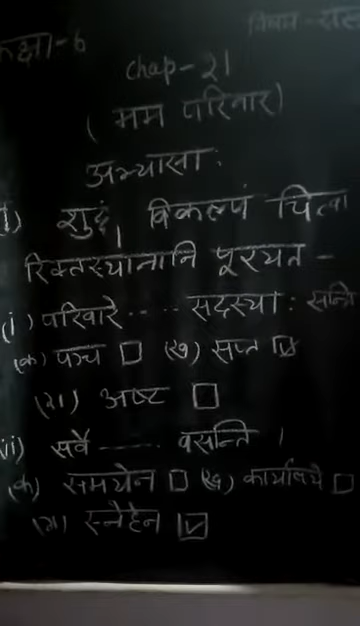 कक्षा-6 विषय-संस्
chap-21
(मम परिवार)
अभ्यासाः
1) शुद्धं विकल्पं चित्वा
रिक्तस्थानानि पूरयत -
(i) परिवारे .... सदस्याः सन्ति
(क) पञ्च □ (ख) सप्त ☑
(ग) अष्ट □
(ii) सर्वे ---- वसन्ति ।
(क) समयेन □ (ख) कार्यालये □
(ग) स्नेहेन ☑